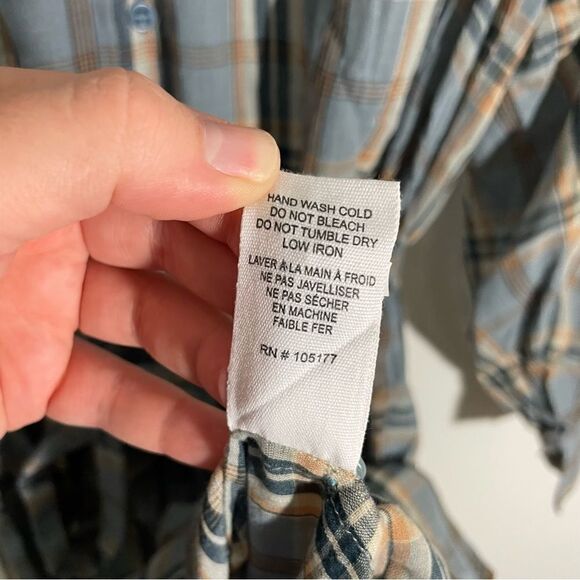 HAND WASH COLD
DO NOT BLEACH
DO NOT TUMBLE DRY
LOW IRON
LAVER À LA MAIN À FROID
NE PAS JAVELLISER
NE PAS SÉCHER
EN MACHINE
FAIBLE FER
RN # 105177